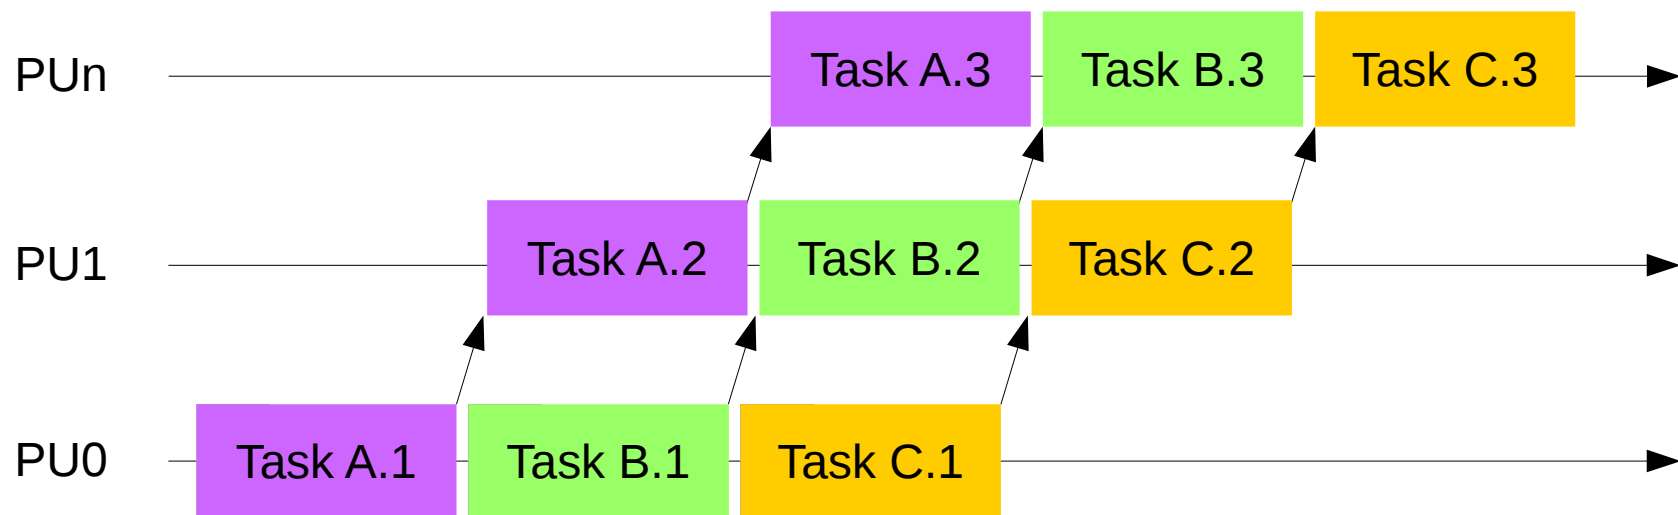 PUn Task A.3 Task B.3 Task C.3
PU1 Task A.2 Task B.2 Task C.2
PU0 Task A.1 Task B.1 Task C.1